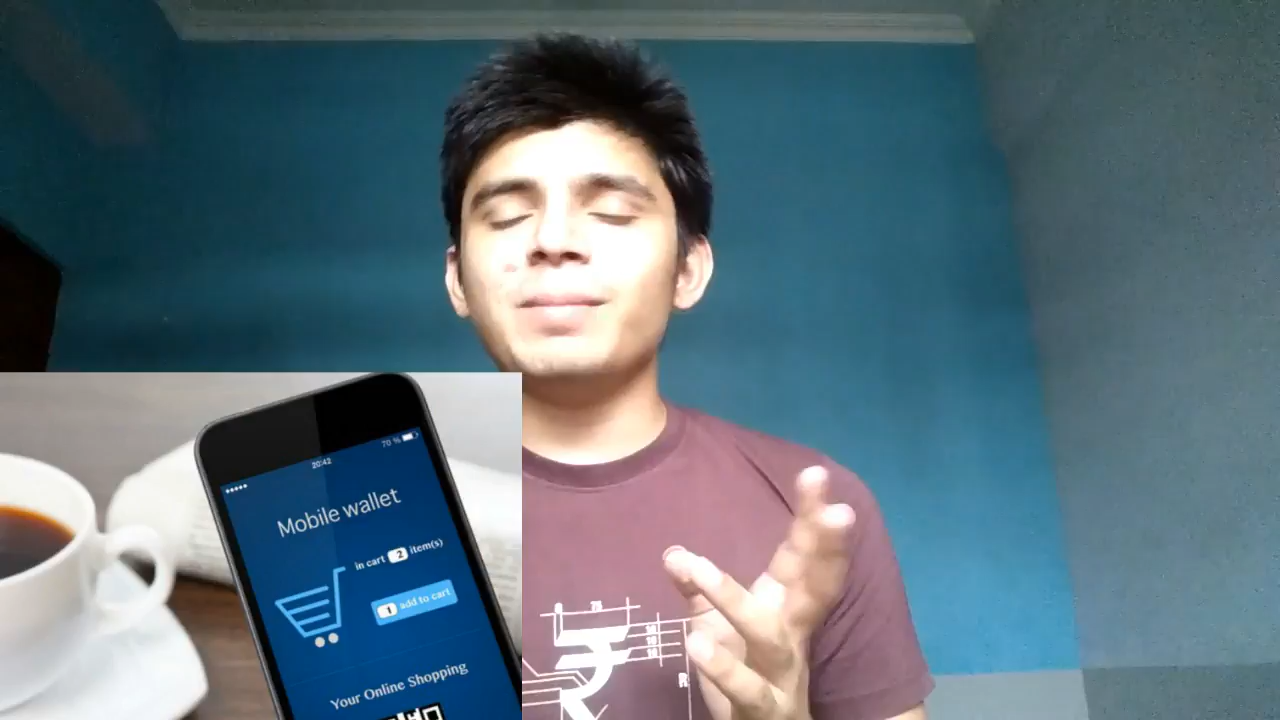 70 %
20:42
Mobile wallet
in cart 2 item(s)
1 add to cart
Your Online Shopping
₹
R